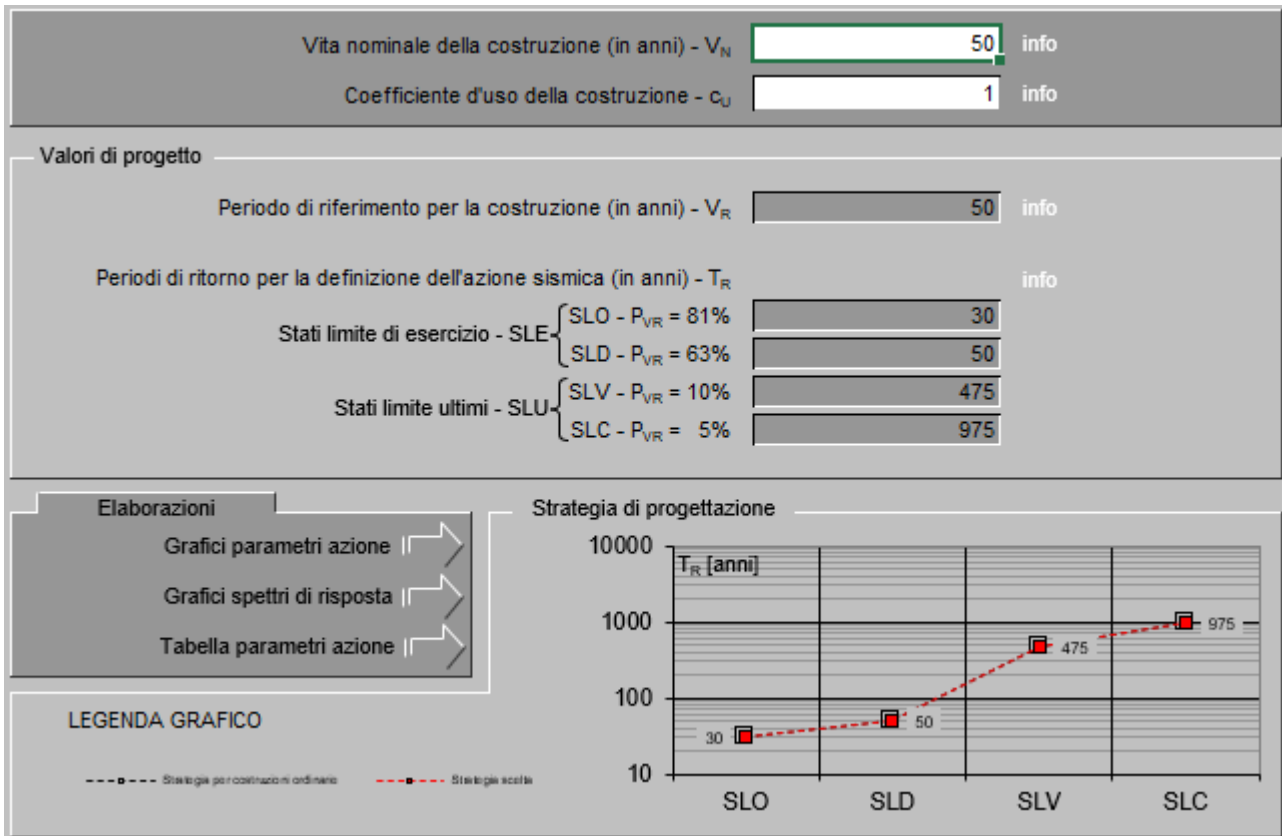 Vita nominale della costruzione (in anni) - VN 50 info
Coefficiente d'uso della costruzione - cU 1 info
Valori di progetto
Periodo di riferimento per la costruzione (in anni) - VR 50 info
Periodi di ritorno per la definizione dell'azione sismica (in anni) - TR info
Stati limite di esercizio - SLE
SLO - PVR = 81% 30
SLD - PVR = 63% 50
Stati limite ultimi - SLU
SLV - PVR = 10% 475
SLC - PVR = 5% 975
Elaborazioni
Grafici parametri azione
Grafici spettri di risposta
Tabella parametri azione
Strategia di progettazione
TR [anni]
10000
1000
100
10
30
50
475
975
SLO SLD SLV SLC
LEGENDA GRAFICO
Strategia per costruzioni ordinarie
Strategia scelta